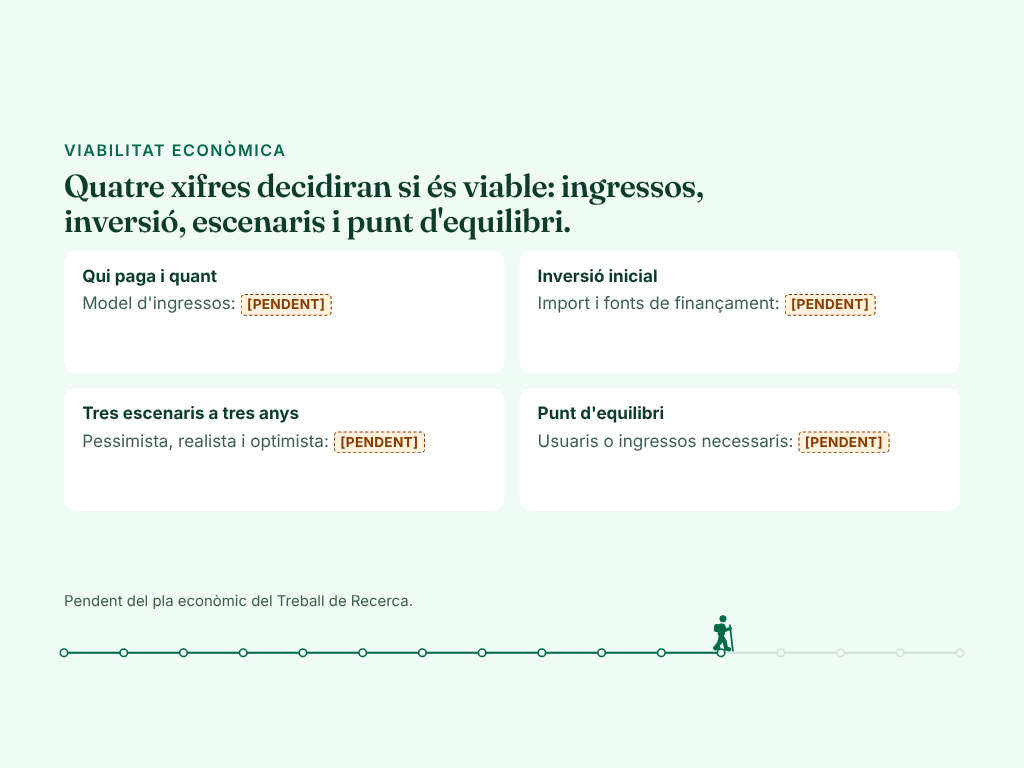 VIABILITAT ECONÒMICA
Quatre xifres decidiran si és viable: ingressos,
inversió, escenaris i punt d'equilibri.
Qui paga i quant
Model d'ingressos: [PENDENT]
Inversió inicial
Import i fonts de finançament: [PENDENT]
Tres escenaris a tres anys
Pessimista, realista i optimista: [PENDENT]
Punt d'equilibri
Usuaris o ingressos necessaris: [PENDENT]
Pendent del pla econòmic del Treball de Recerca.